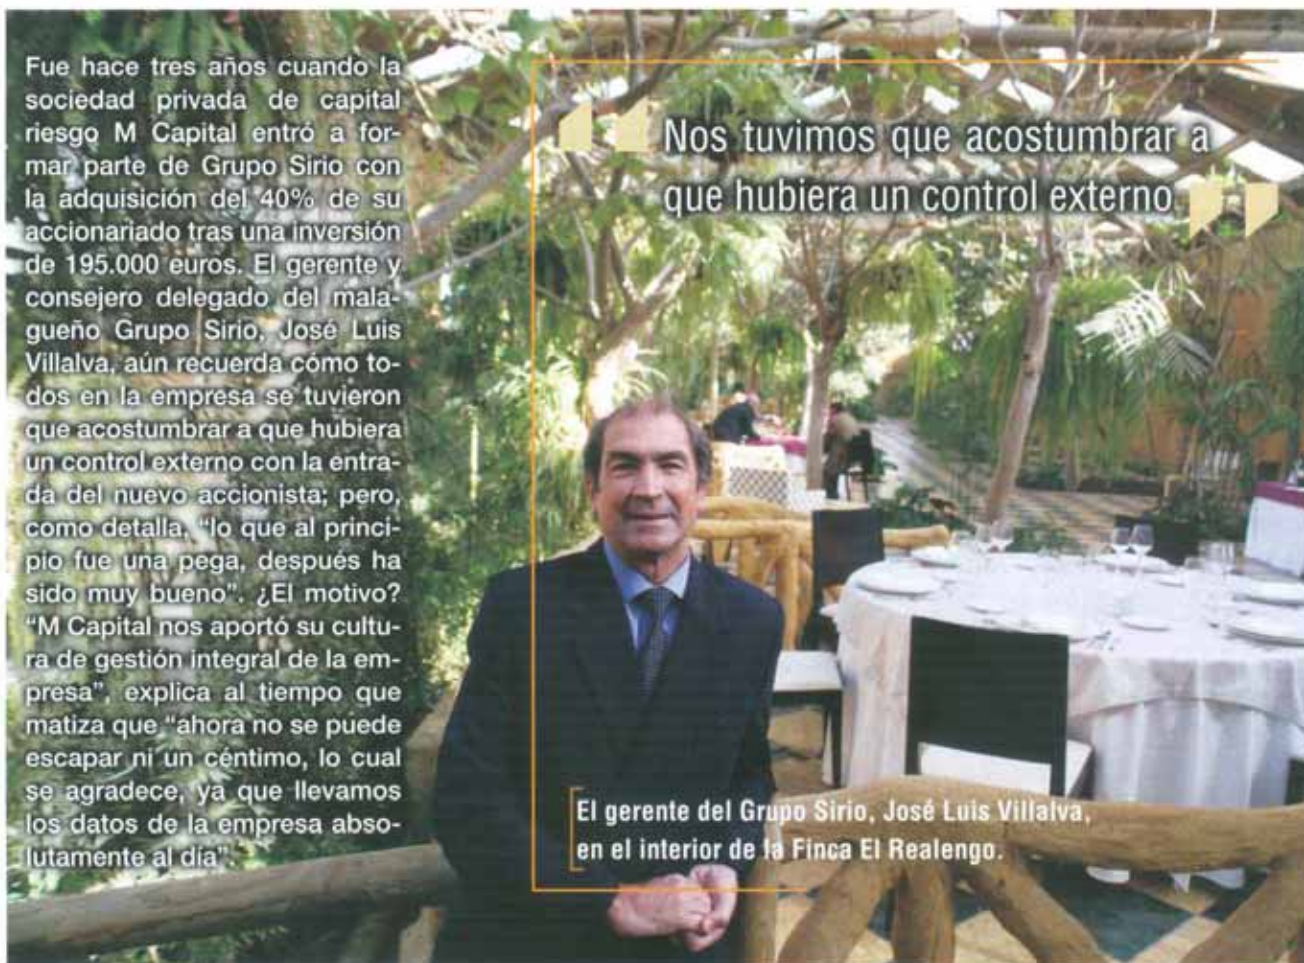 Fue hace tres años cuando la
sociedad privada de capital
riesgo M Capital entró a for-
mar parte de Grupo Sirio con
la adquisición del 40% de su
accionariado tras una inversión
de 195.000 euros. El gerente y
consejero delegado del mala-
gueño Grupo Sirio, José Luis
Villalva, aún recuerda cómo to-
dos en la empresa se tuvieron
que acostumbrar a que hubiera
un control externo con la entra-
da del nuevo accionista; pero,
como detalla, “lo que al princi-
pio fue una pega, después ha
sido muy bueno”. ¿El motivo?
“M Capital nos aportó su cultu-
ra de gestión integral de la em-
presa”, explica al tiempo que
matiza que “ahora no se puede
escapar ni un céntimo, lo cual
se agradece, ya que llevamos
los datos de la empresa abso-
lutamente al día”.
“Nos tuvimos que acostumbrar a
que hubiera un control externo”
El gerente del Grupo Sirio, José Luis Villalva,
en el interior de la Finca El Realengo.